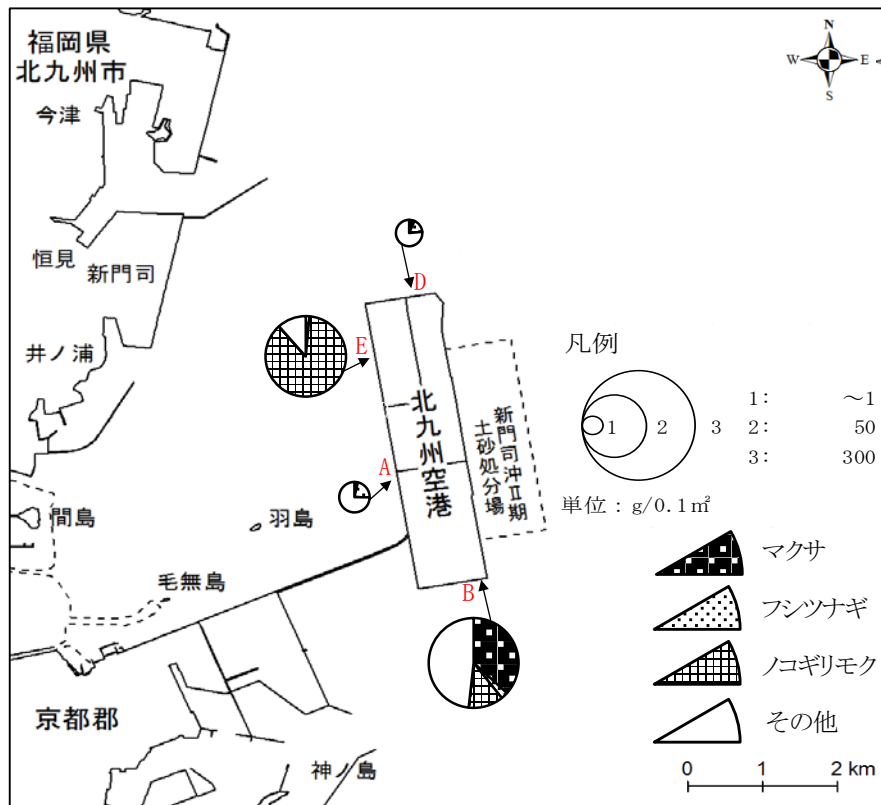 福岡県
北九州市
今津
恒見
新門司
井ノ浦
間島
羽島
毛無島
京都郡
神ノ島
N
W
E
S
D
E
A
B
北九州空港
新門司沖Ⅱ期
土砂処分場
凡例
1
2
3
1: ～1
2: 50
3: 300
単位：g/0.1㎡
マクサ
フシツナギ
ノコギリモク
その他
0 1 2 km